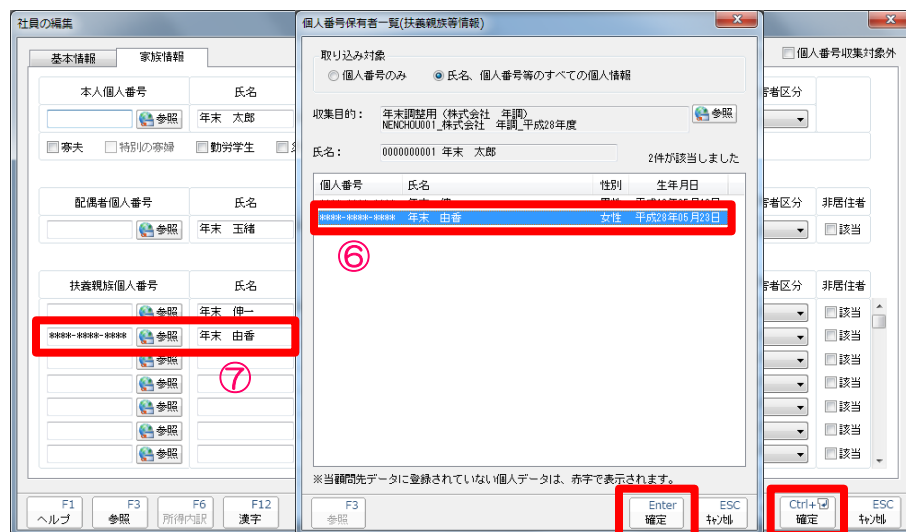 社員の編集
基本情報 家族情報
個人番号収集対象外
本人個人番号 氏名
参照 年末 太郎
寡夫 特別の寡婦 勤労学生
配偶者個人番号 氏名 非居住者
参照 年末 玉緒 該当
扶養親族個人番号 氏名 非居住者
参照 年末 伸一 該当
****-****-**** 参照 年末 由香 該当
⑦
参照 該当
参照 該当
参照 該当
参照 該当
参照 該当
F1 ヘルプ
F3 参照
F6 所得内訳
F12 漢字
Ctrl+ 確定
ESC キャンセル
個人番号保有者一覧(扶養親族等情報)
取り込み対象
個人番号のみ 氏名、個人番号等のすべての個人情報
収集目的: 年末調整用 (株式会社 年調)
NENCHOU001_株式会社 年調_平成28年度
参照
氏名: 0000000001 年末 太郎
2件が該当しました
個人番号 氏名 性別 生年月日
****-****-**** 年末 由香 女性 平成28年05月23日
⑥
※当顧問先データに登録されていない個人データは、赤字で表示されます。
F3 参照
Enter 確定
ESC キャンセル